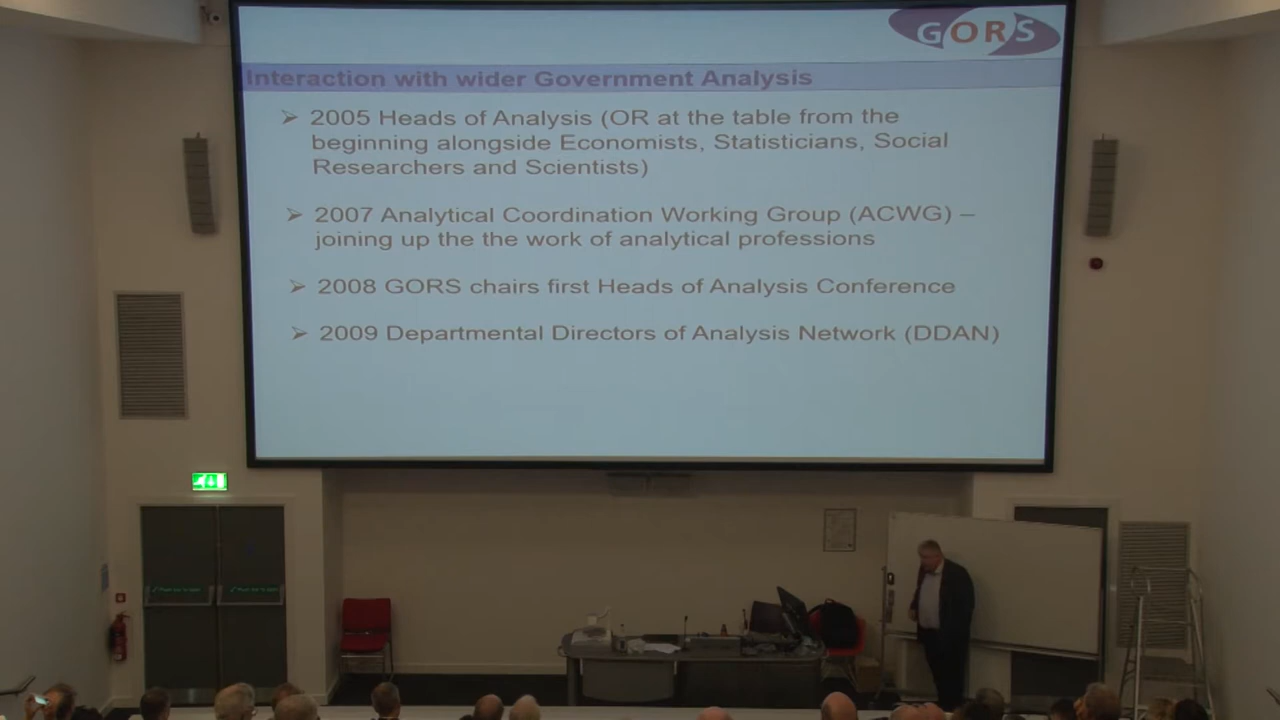 GORS
Interaction with wider Government Analysis
➢ 2005 Heads of Analysis (OR at the table from the
beginning alongside Economists, Statisticians, Social
Researchers and Scientists)
➢ 2007 Analytical Coordination Working Group (ACWG) –
joining up the the work of analytical professions
➢ 2008 GORS chairs first Heads of Analysis Conference
➢ 2009 Departmental Directors of Analysis Network (DDAN)